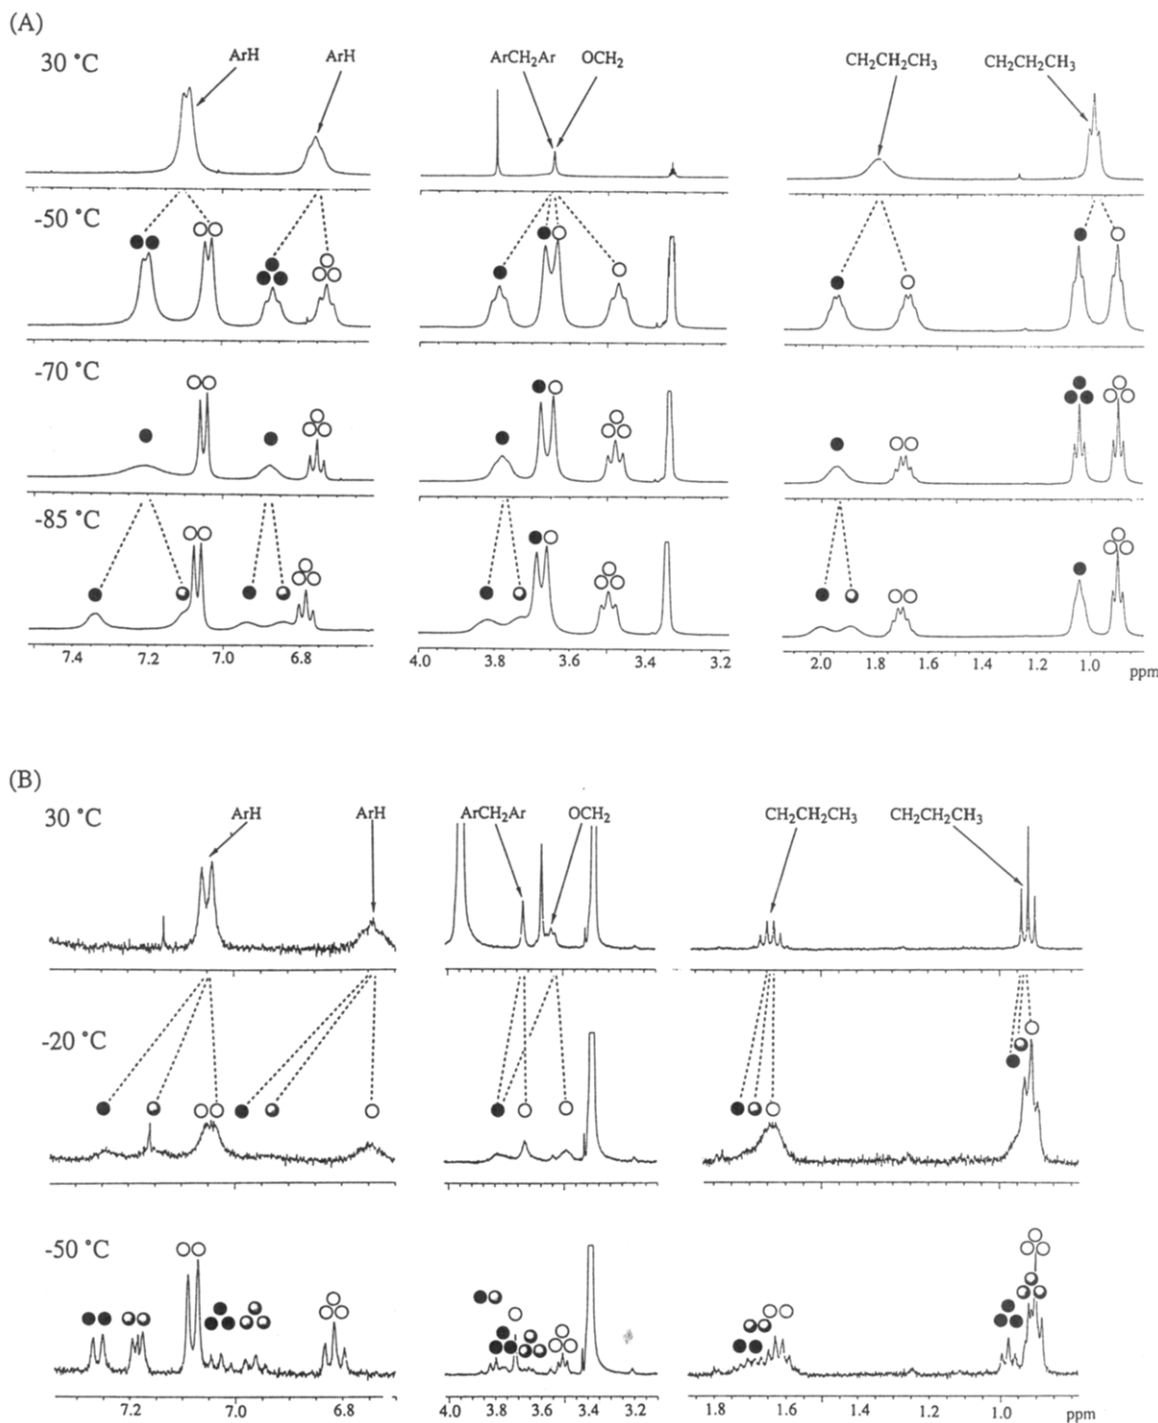 (A)
30 °C
ArH
ArH
ArCH2Ar
OCH2
CH2CH2CH3
CH2CH2CH3
-50 °C
-70 °C
-85 °C
7.4 7.2 7.0 6.8
4.0 3.8 3.6 3.4 3.2
2.0 1.8 1.6 1.4 1.2 1.0
ppm
(B)
30 °C
ArH
ArH
ArCH2Ar
OCH2
CH2CH2CH3
CH2CH2CH3
-20 °C
-50 °C
7.2 7.0 6.8
4.0 3.8 3.6 3.4 3.2
1.8 1.6 1.4 1.2 1.0
ppm